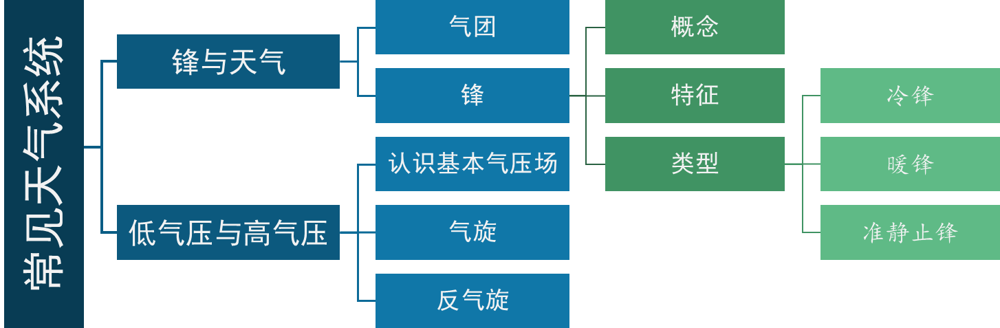 常见天气系统
锋与天气
气团
锋
概念
特征
类型
冷锋
暖锋
准静止锋
低气压与高气压
认识基本气压场
气旋
反气旋